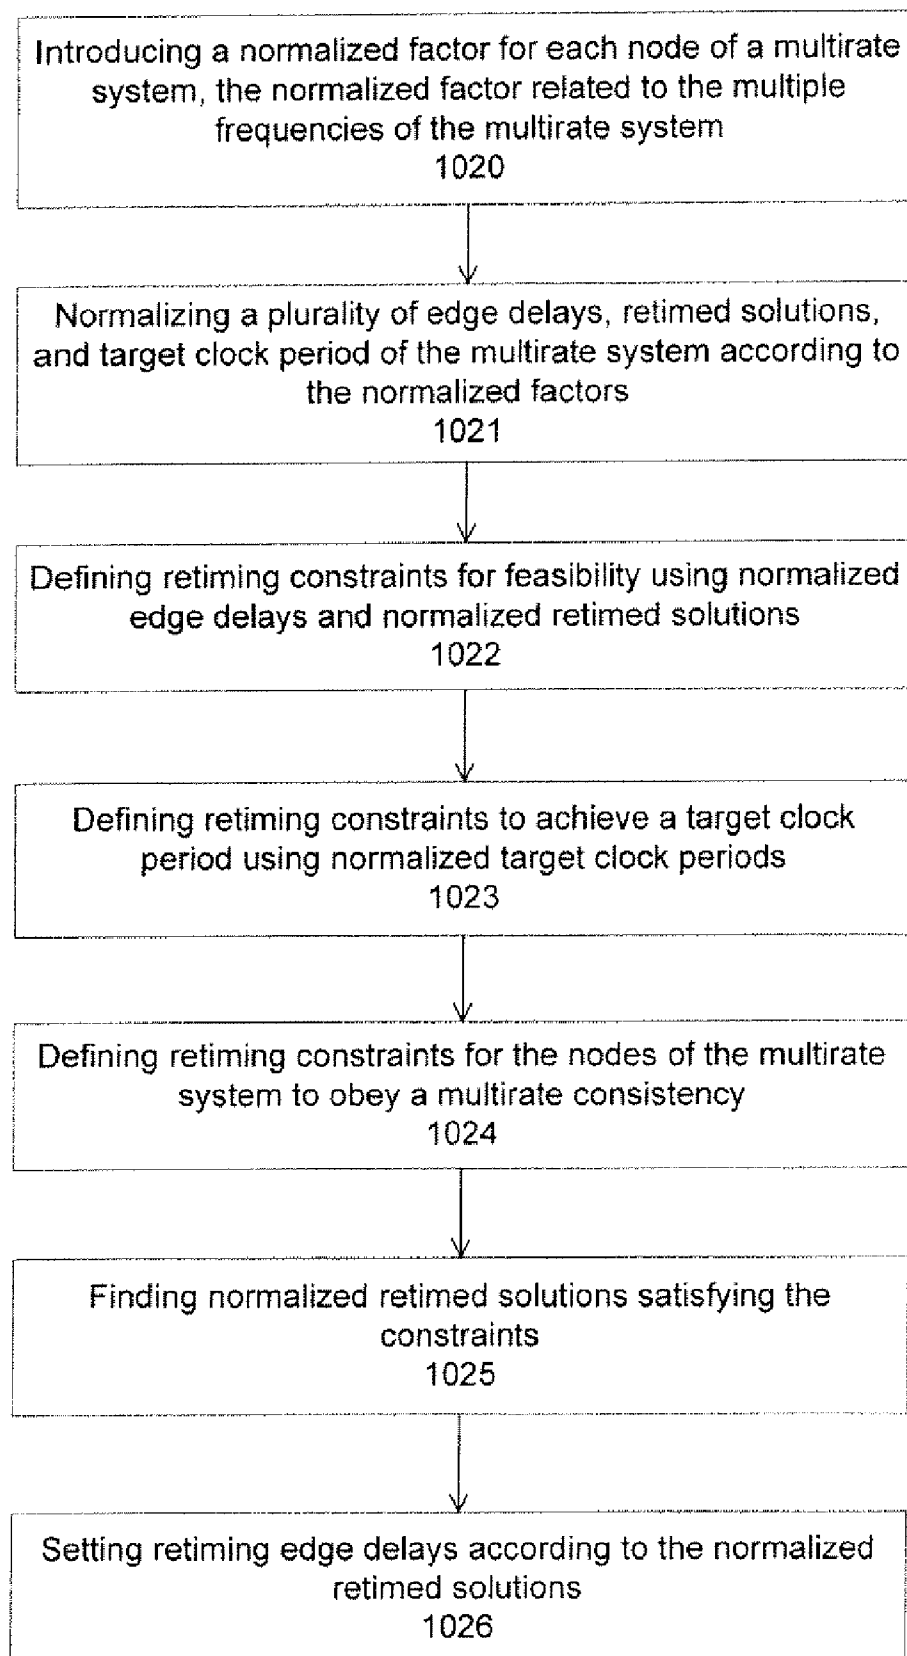 Introducing a normalized factor for each node of a multirate
system, the normalized factor related to the multiple
frequencies of the multirate system
1020
Normalizing a plurality of edge delays, retimed solutions,
and target clock period of the multirate system according to
the normalized factors
1021
Defining retiming constraints for feasibility using normalized
edge delays and normalized retimed solutions
1022
Defining retiming constraints to achieve a target clock
period using normalized target clock periods
1023
Defining retiming constraints for the nodes of the multirate
system to obey a multirate consistency
1024
Finding normalized retimed solutions satisfying the
constraints
1025
Setting retiming edge delays according to the normalized
retimed solutions
1026